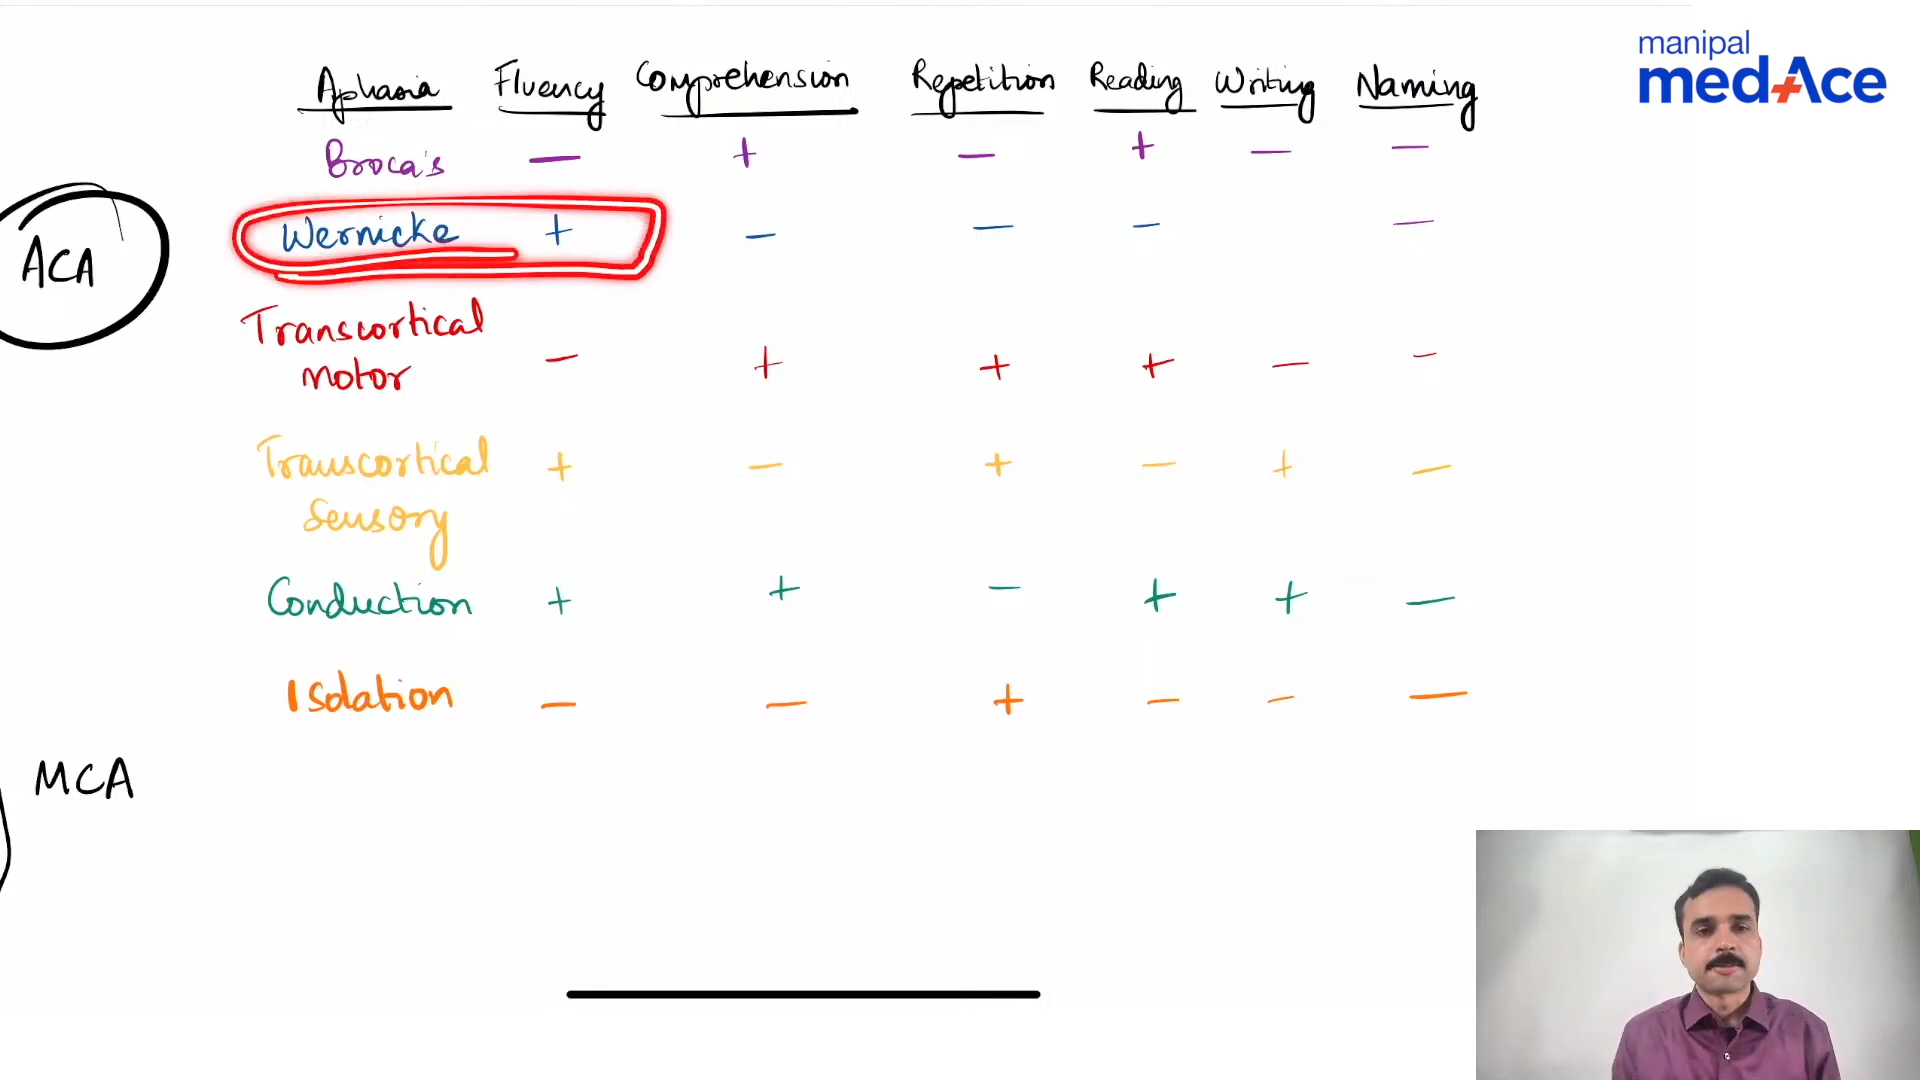 manipal
medAce
Aphasia Fluency Comprehension Repetition Reading Writing Naming
Broca's − + − + − −
Wernicke + − − − −
ACA
Transcortical
motor − + + + − −
Transcortical + − + − + −
Sensory
Conduction + + − + + −
Isolation − − + − − −
MCA